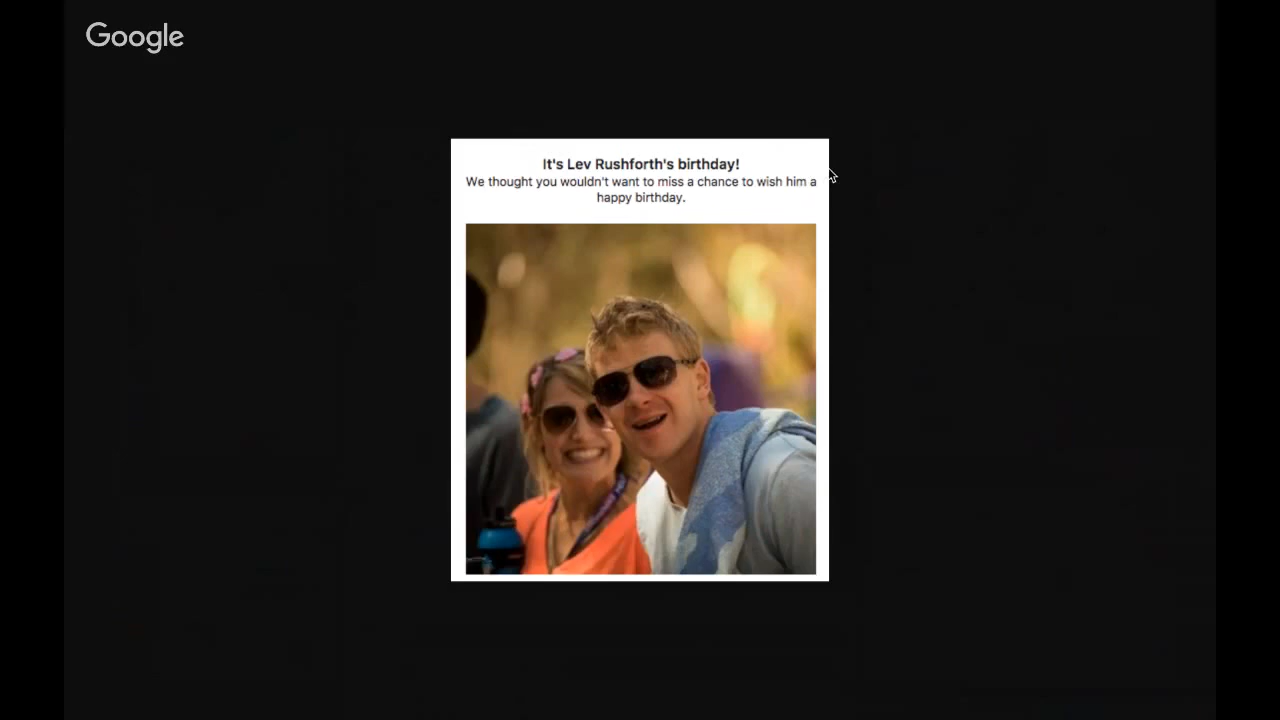 Google
It's Lev Rushforth's birthday!
We thought you wouldn't want to miss a chance to wish him a
happy birthday.